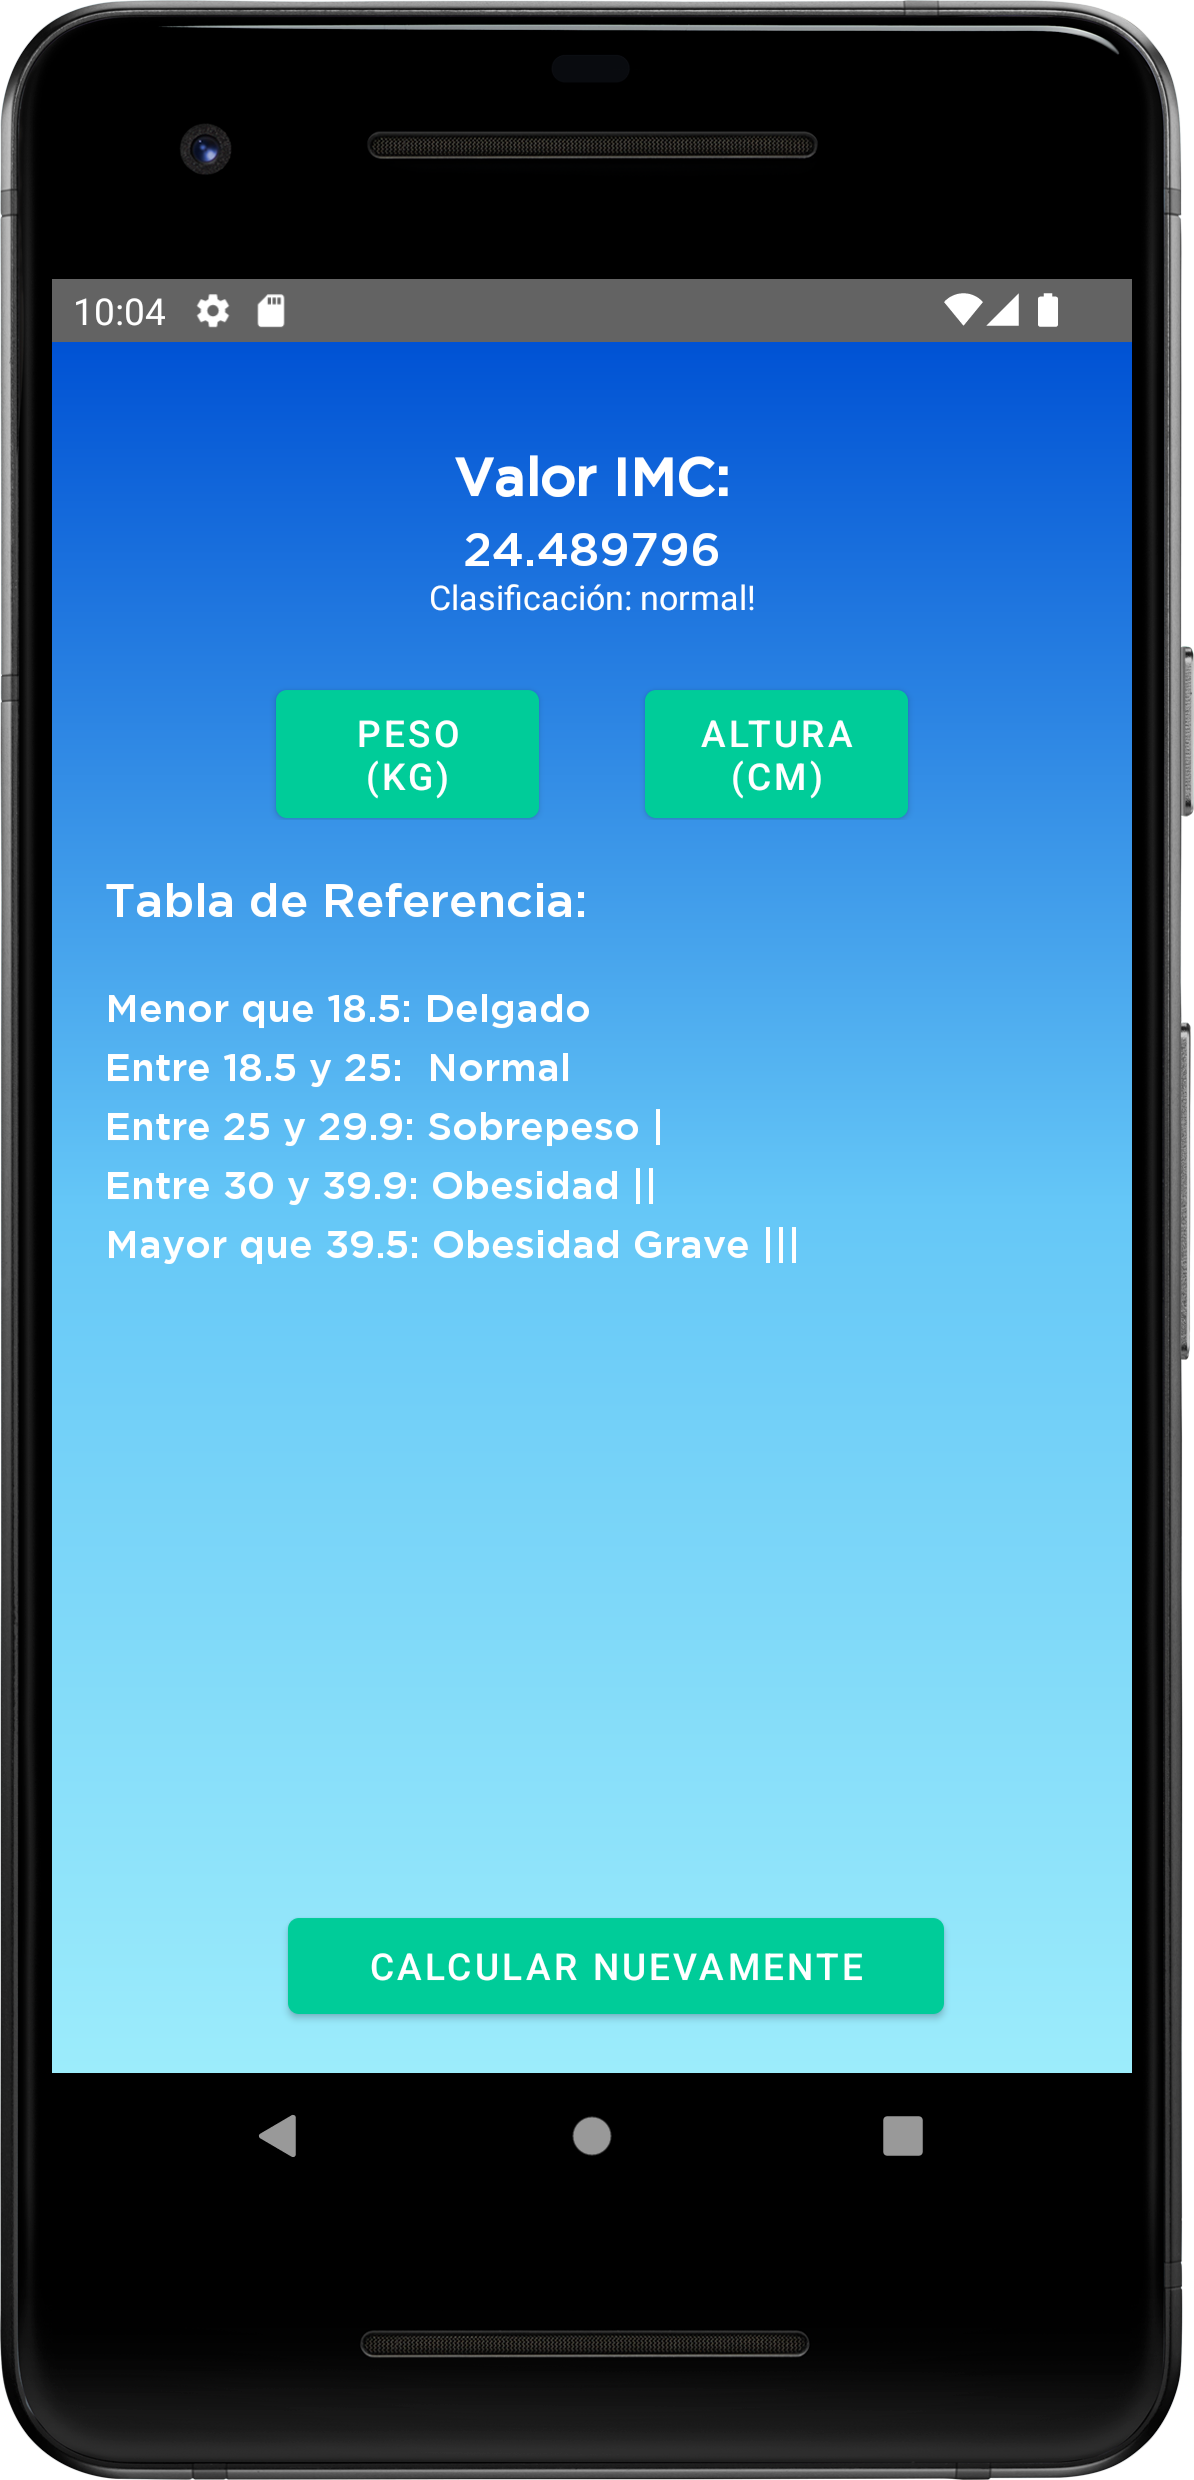 10:04
Valor IMC:
24.489796
Clasificación: normal!
PESO
(KG)
ALTURA
(CM)
Tabla de Referencia:
Menor que 18.5: Delgado
Entre 18.5 y 25:  Normal
Entre 25 y 29.9: Sobrepeso |
Entre 30 y 39.9: Obesidad ||
Mayor que 39.5: Obesidad Grave |||
CALCULAR NUEVAMENTE